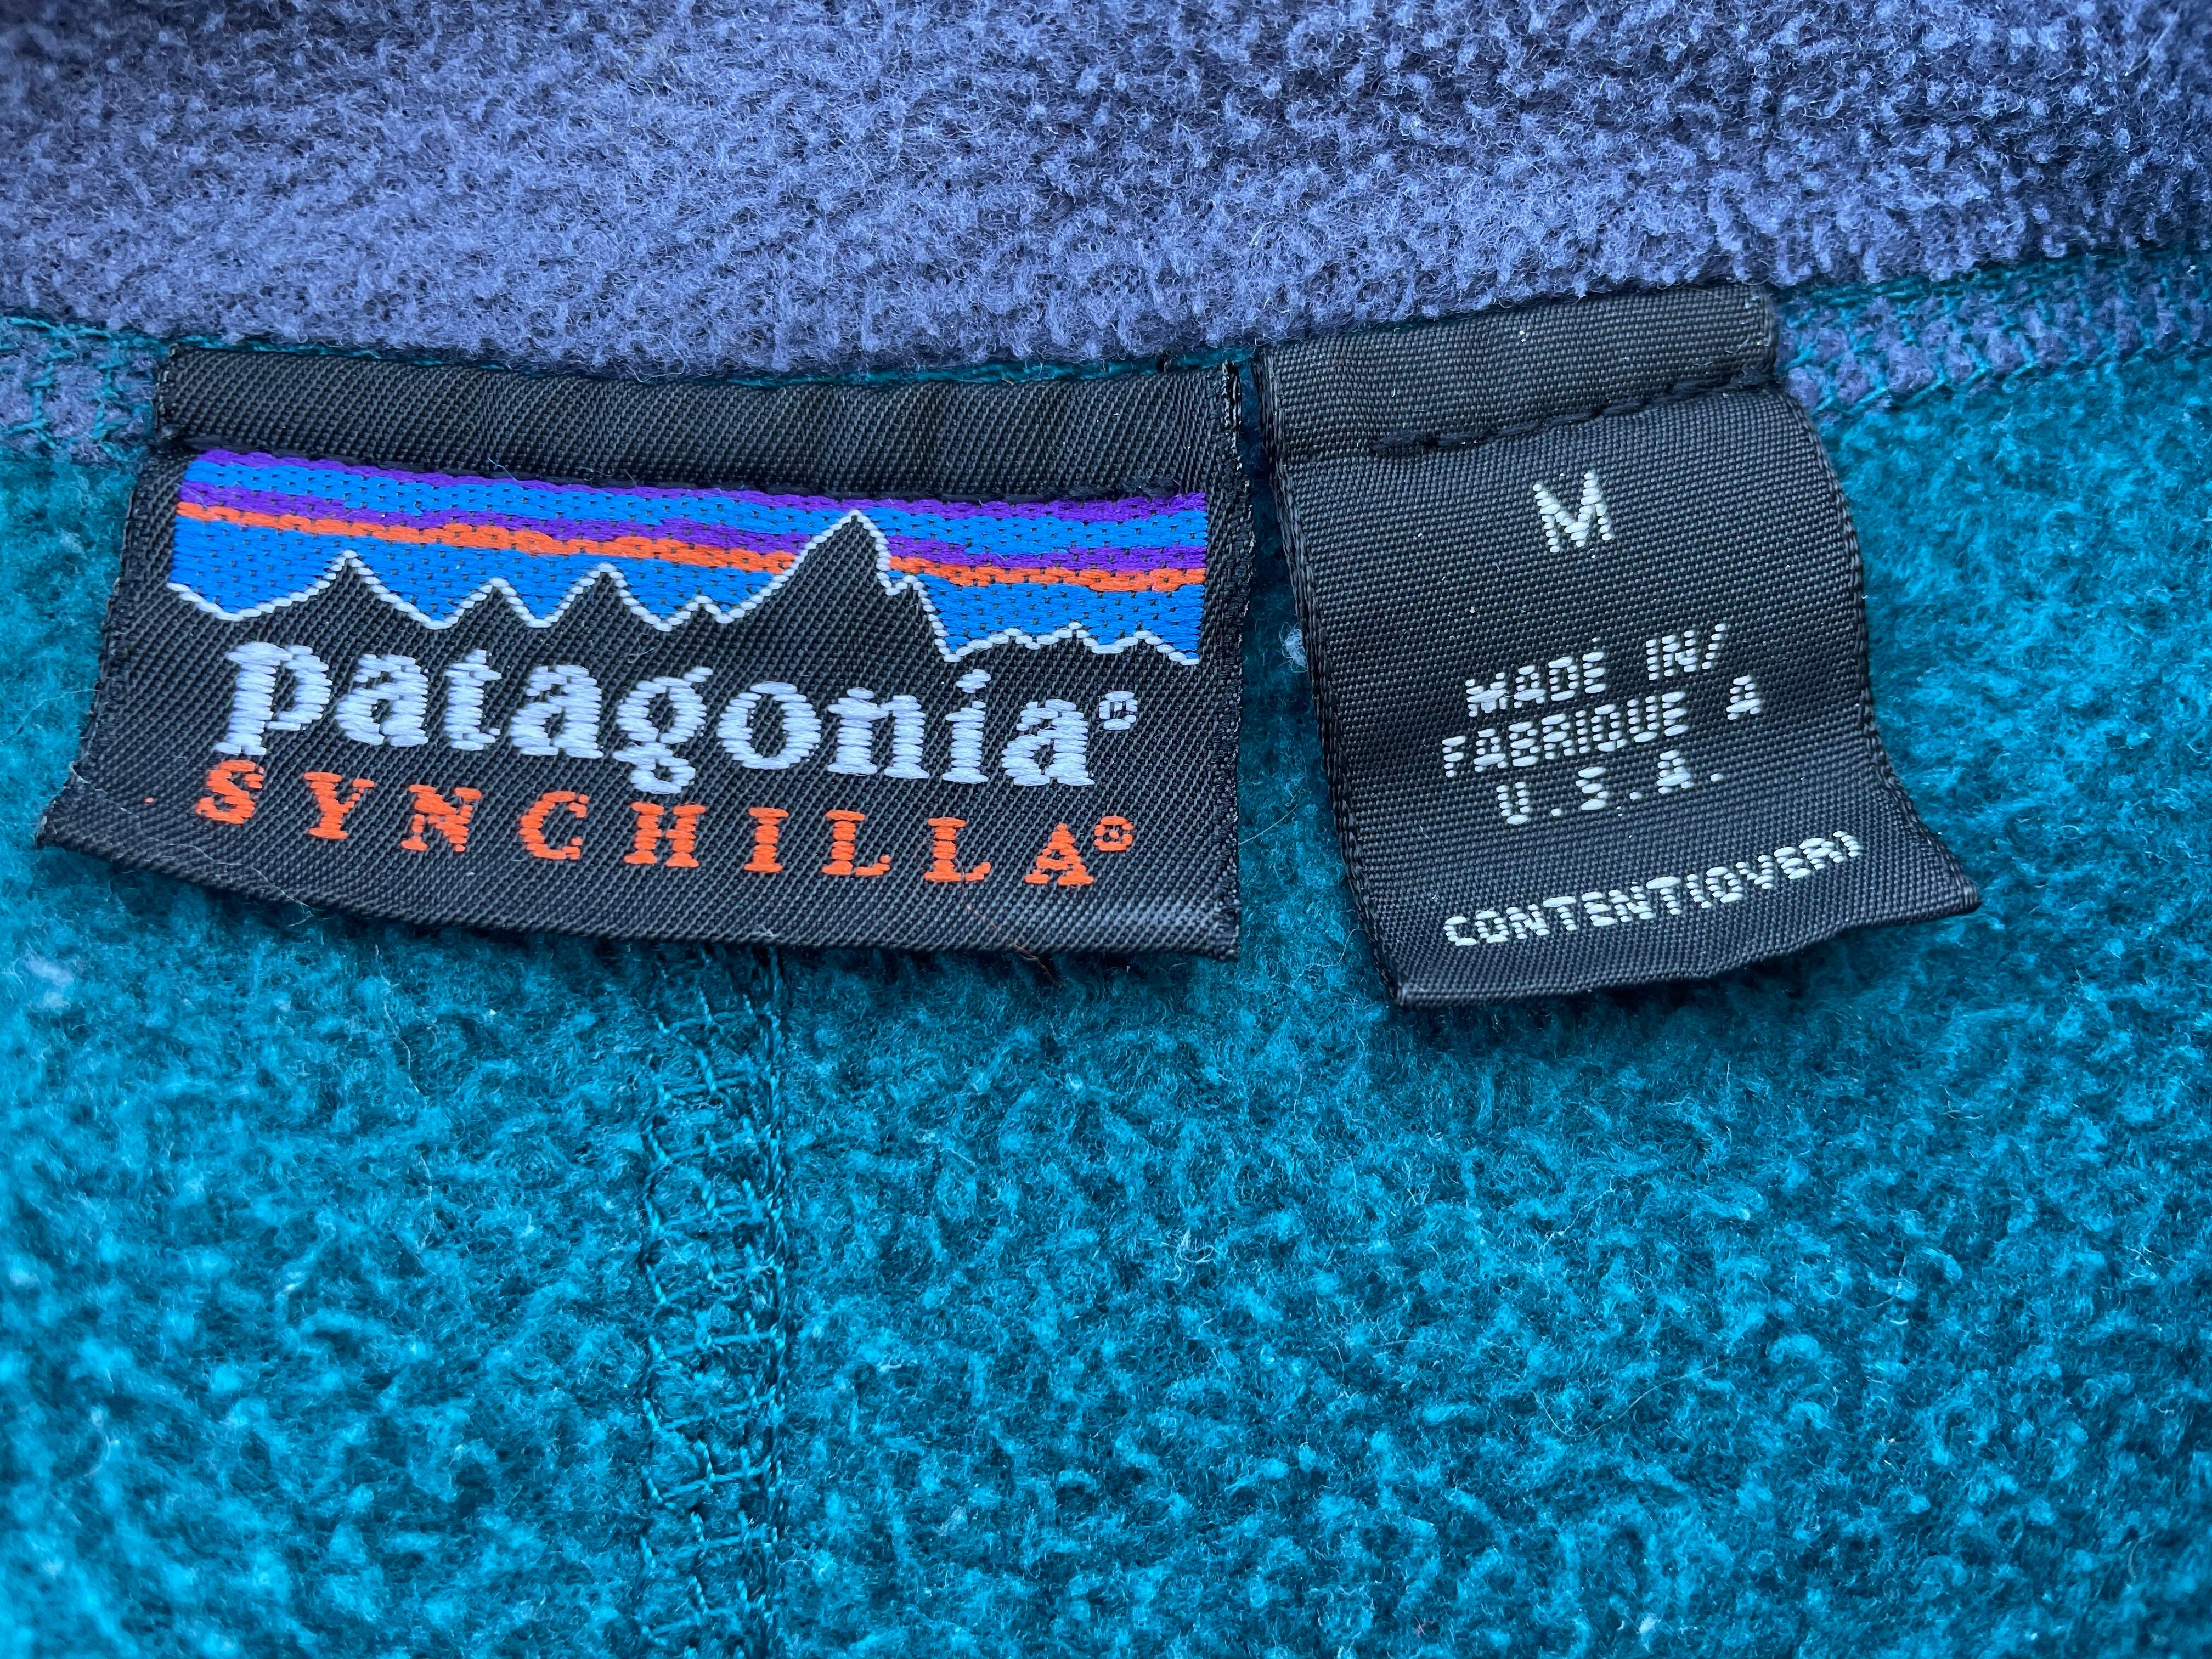 patagonia®
SYNCHILLA®
M
MADE IN/
FABRIQUE A
U.S.A.
CONTENT(OVER)